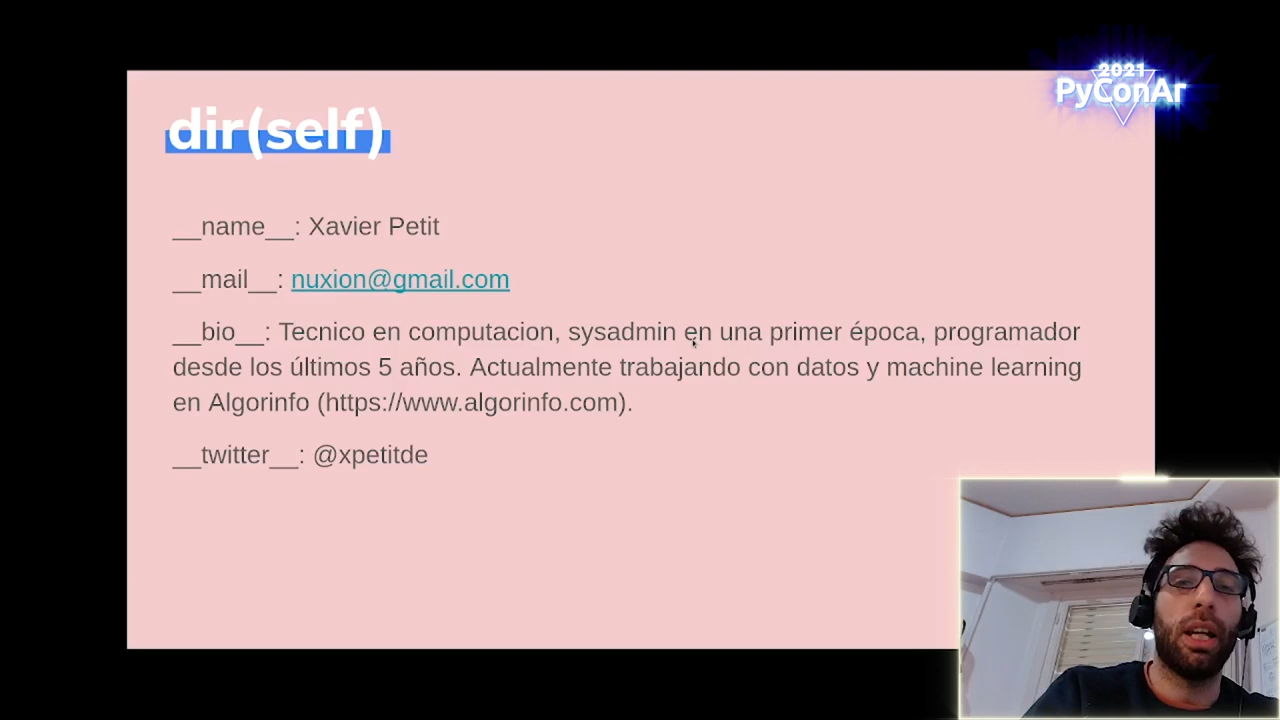 2021
PyConAr
dir(self)
__name__: Xavier Petit
__mail__: nuxion@gmail.com
__bio__: Tecnico en computacion, sysadmin en una primer época, programador
desde los últimos 5 años. Actualmente trabajando con datos y machine learning
en Algorinfo (https://www.algorinfo.com).
__twitter__: @xpetitde